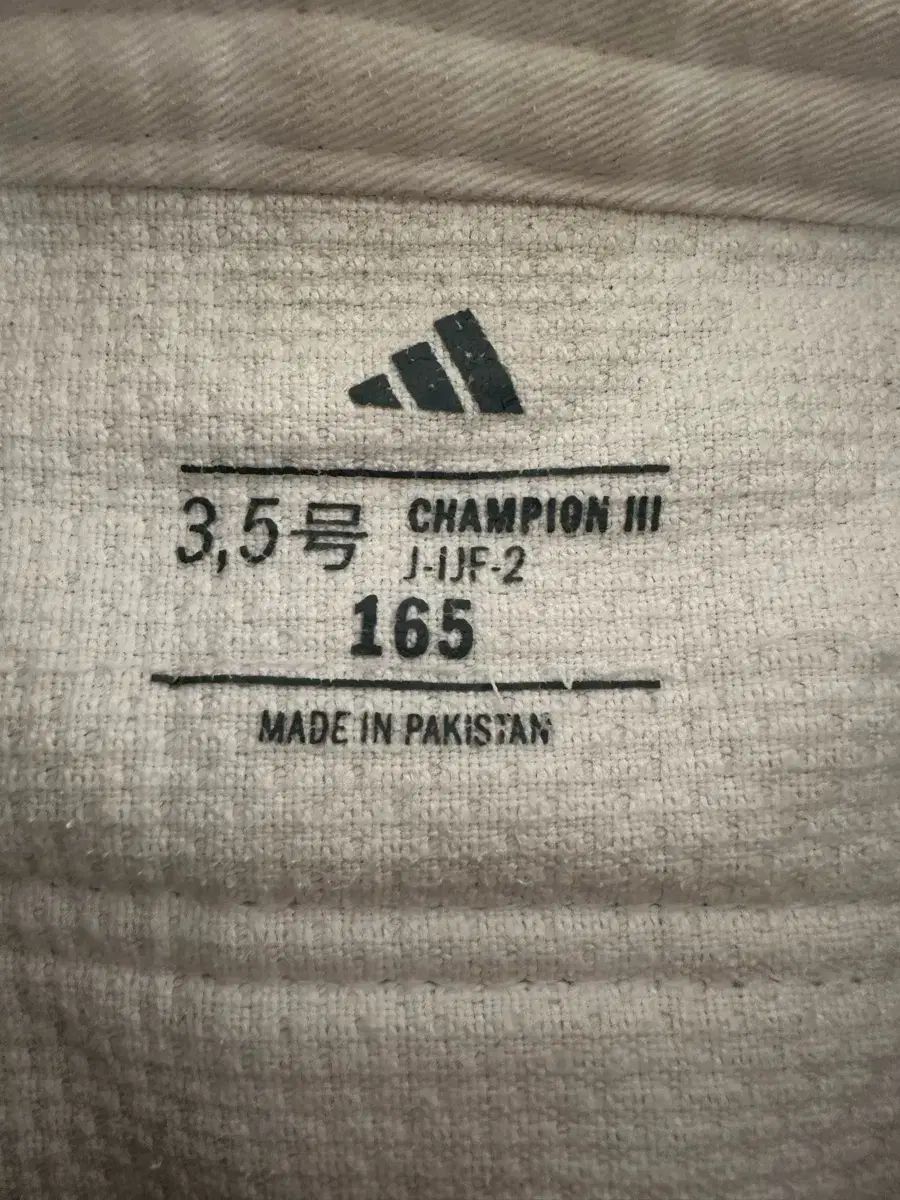 3,5号 CHAMPION III
J-IJF-2
165
MADE IN PAKISTAN